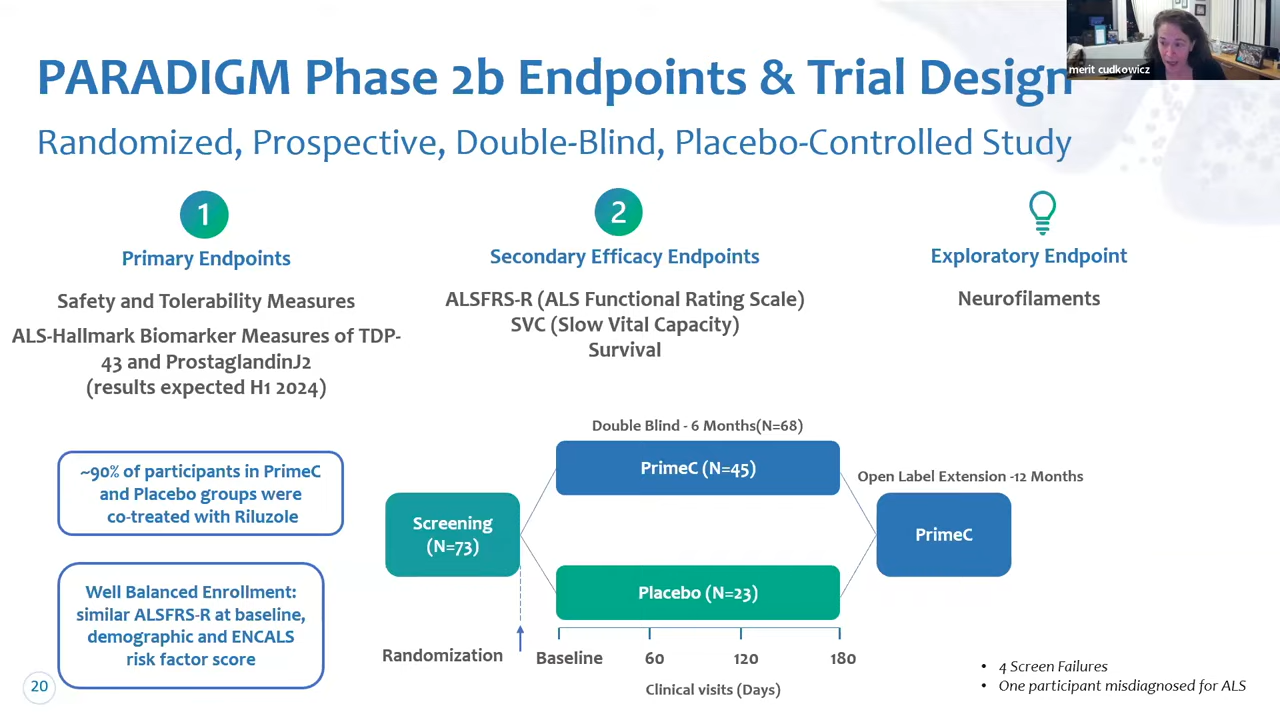 merit cudkowicz
PARADIGM Phase 2b Endpoints & Trial Design
Randomized, Prospective, Double-Blind, Placebo-Controlled Study
1
Primary Endpoints
Safety and Tolerability Measures
ALS-Hallmark Biomarker Measures of TDP-
43 and ProstaglandinJ2
(results expected H1 2024)
2
Secondary Efficacy Endpoints
ALSFRS-R (ALS Functional Rating Scale)
SVC (Slow Vital Capacity)
Survival
Exploratory Endpoint
Neurofilaments
~90% of participants in PrimeC
and Placebo groups were
co-treated with Riluzole
Well Balanced Enrollment:
similar ALSFRS-R at baseline,
demographic and ENCALS
risk factor score
Double Blind - 6 Months(N=68)
PrimeC (N=45)
Open Label Extension -12 Months
Screening
(N=73)
PrimeC
Placebo (N=23)
Randomization
Baseline
60
120
180
Clinical visits (Days)
• 4 Screen Failures
• One participant misdiagnosed for ALS
20